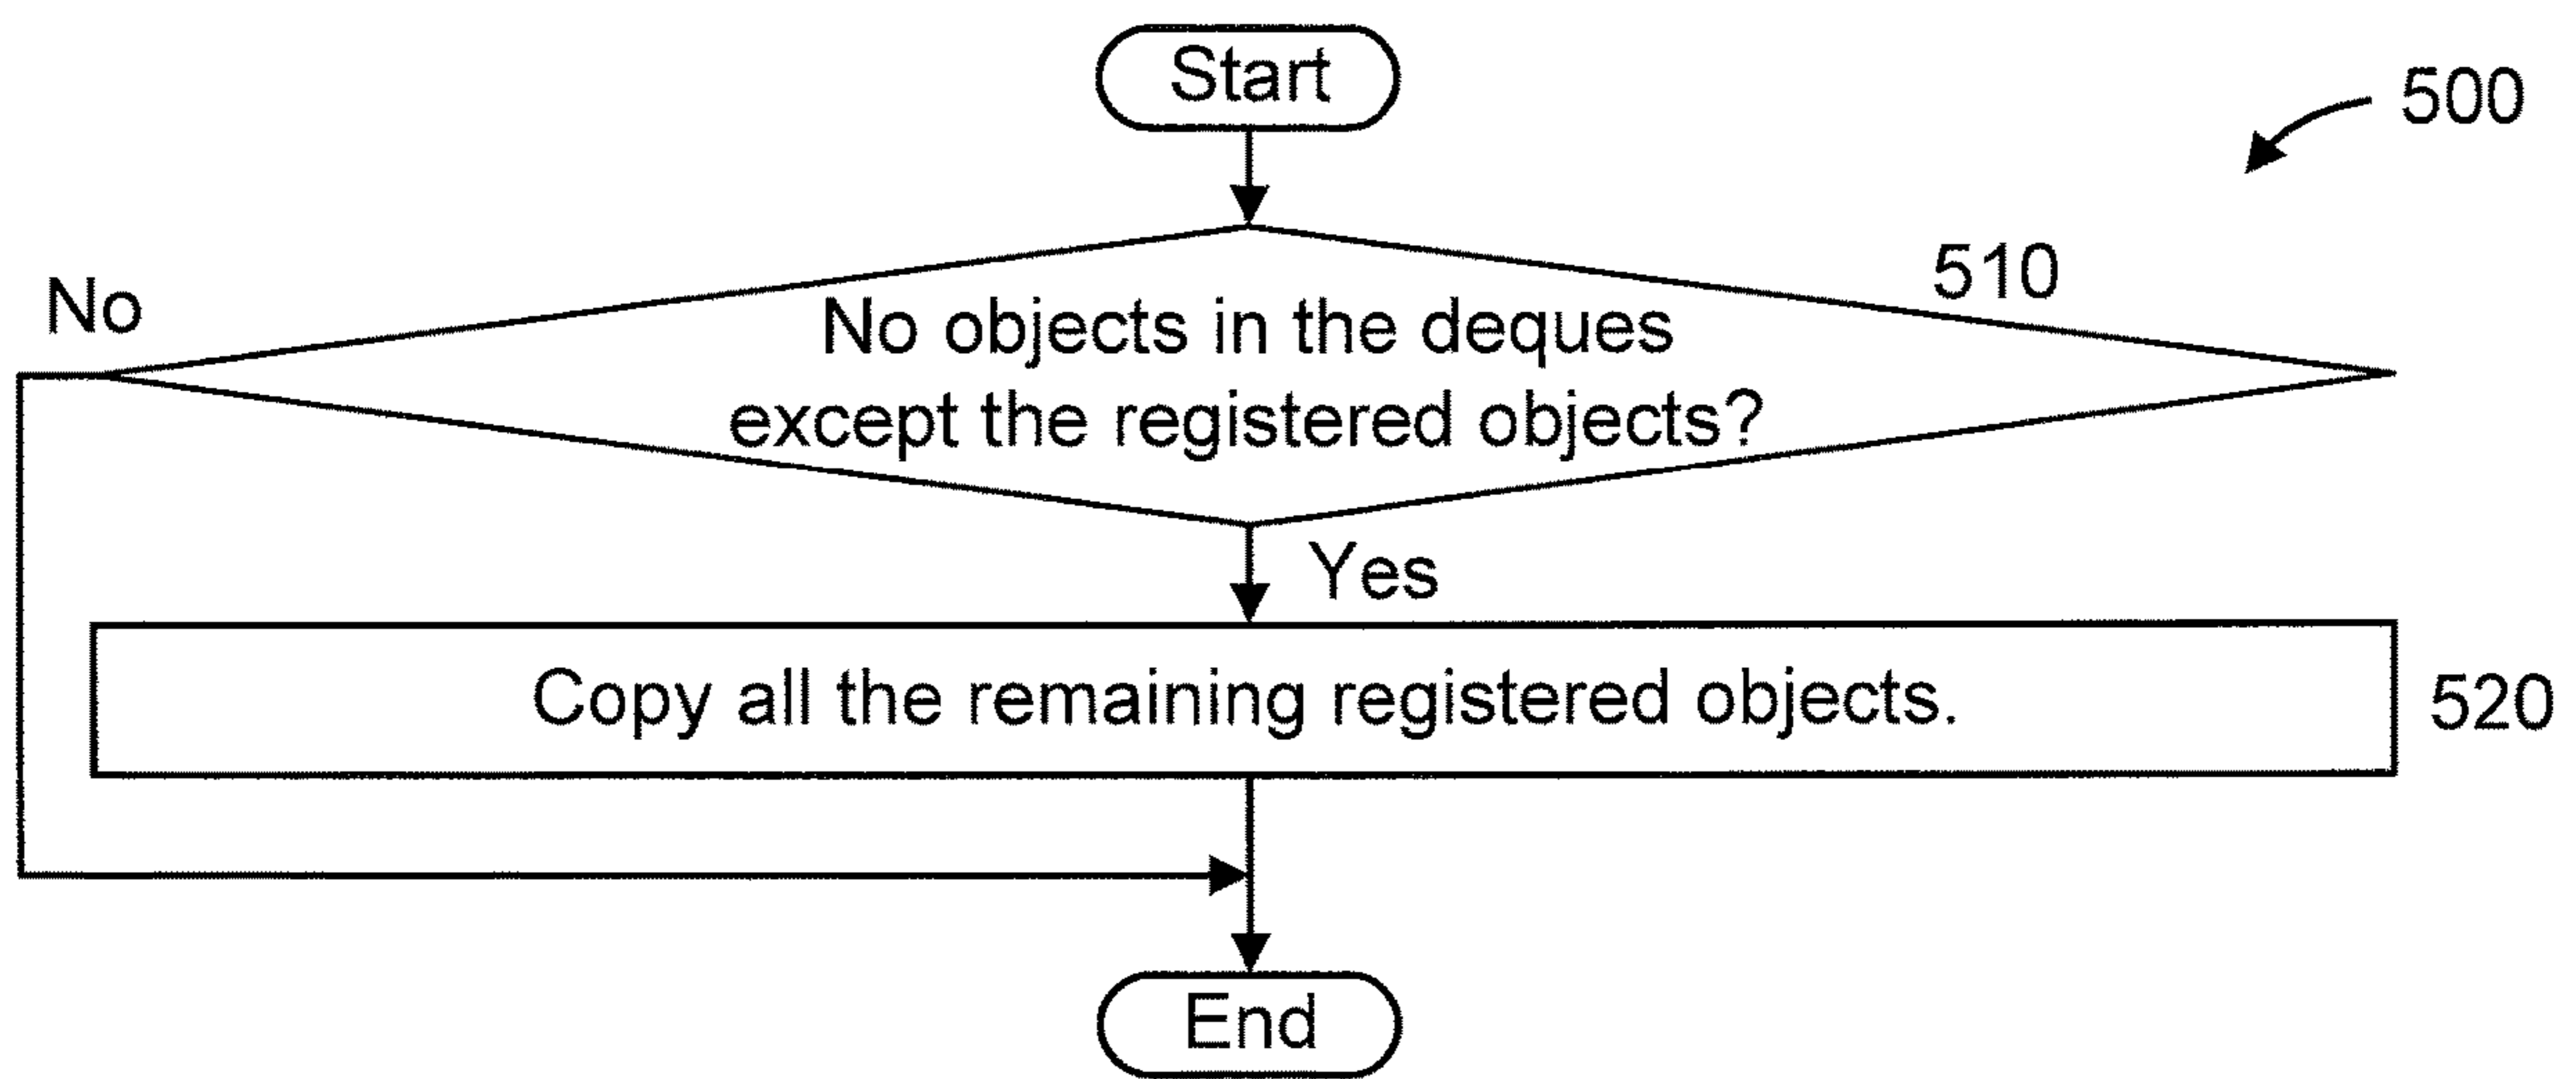 Start
500
510
No
No objects in the deques
except the registered objects?
Yes
Copy all the remaining registered objects.
520
End